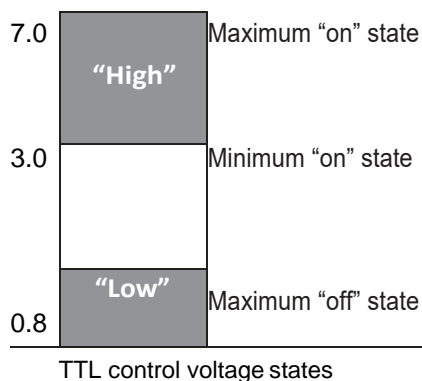 7.0 Maximum “on” state
“High”
3.0 Minimum “on” state
“Low”
Maximum “off” state
0.8
TTL control voltage states